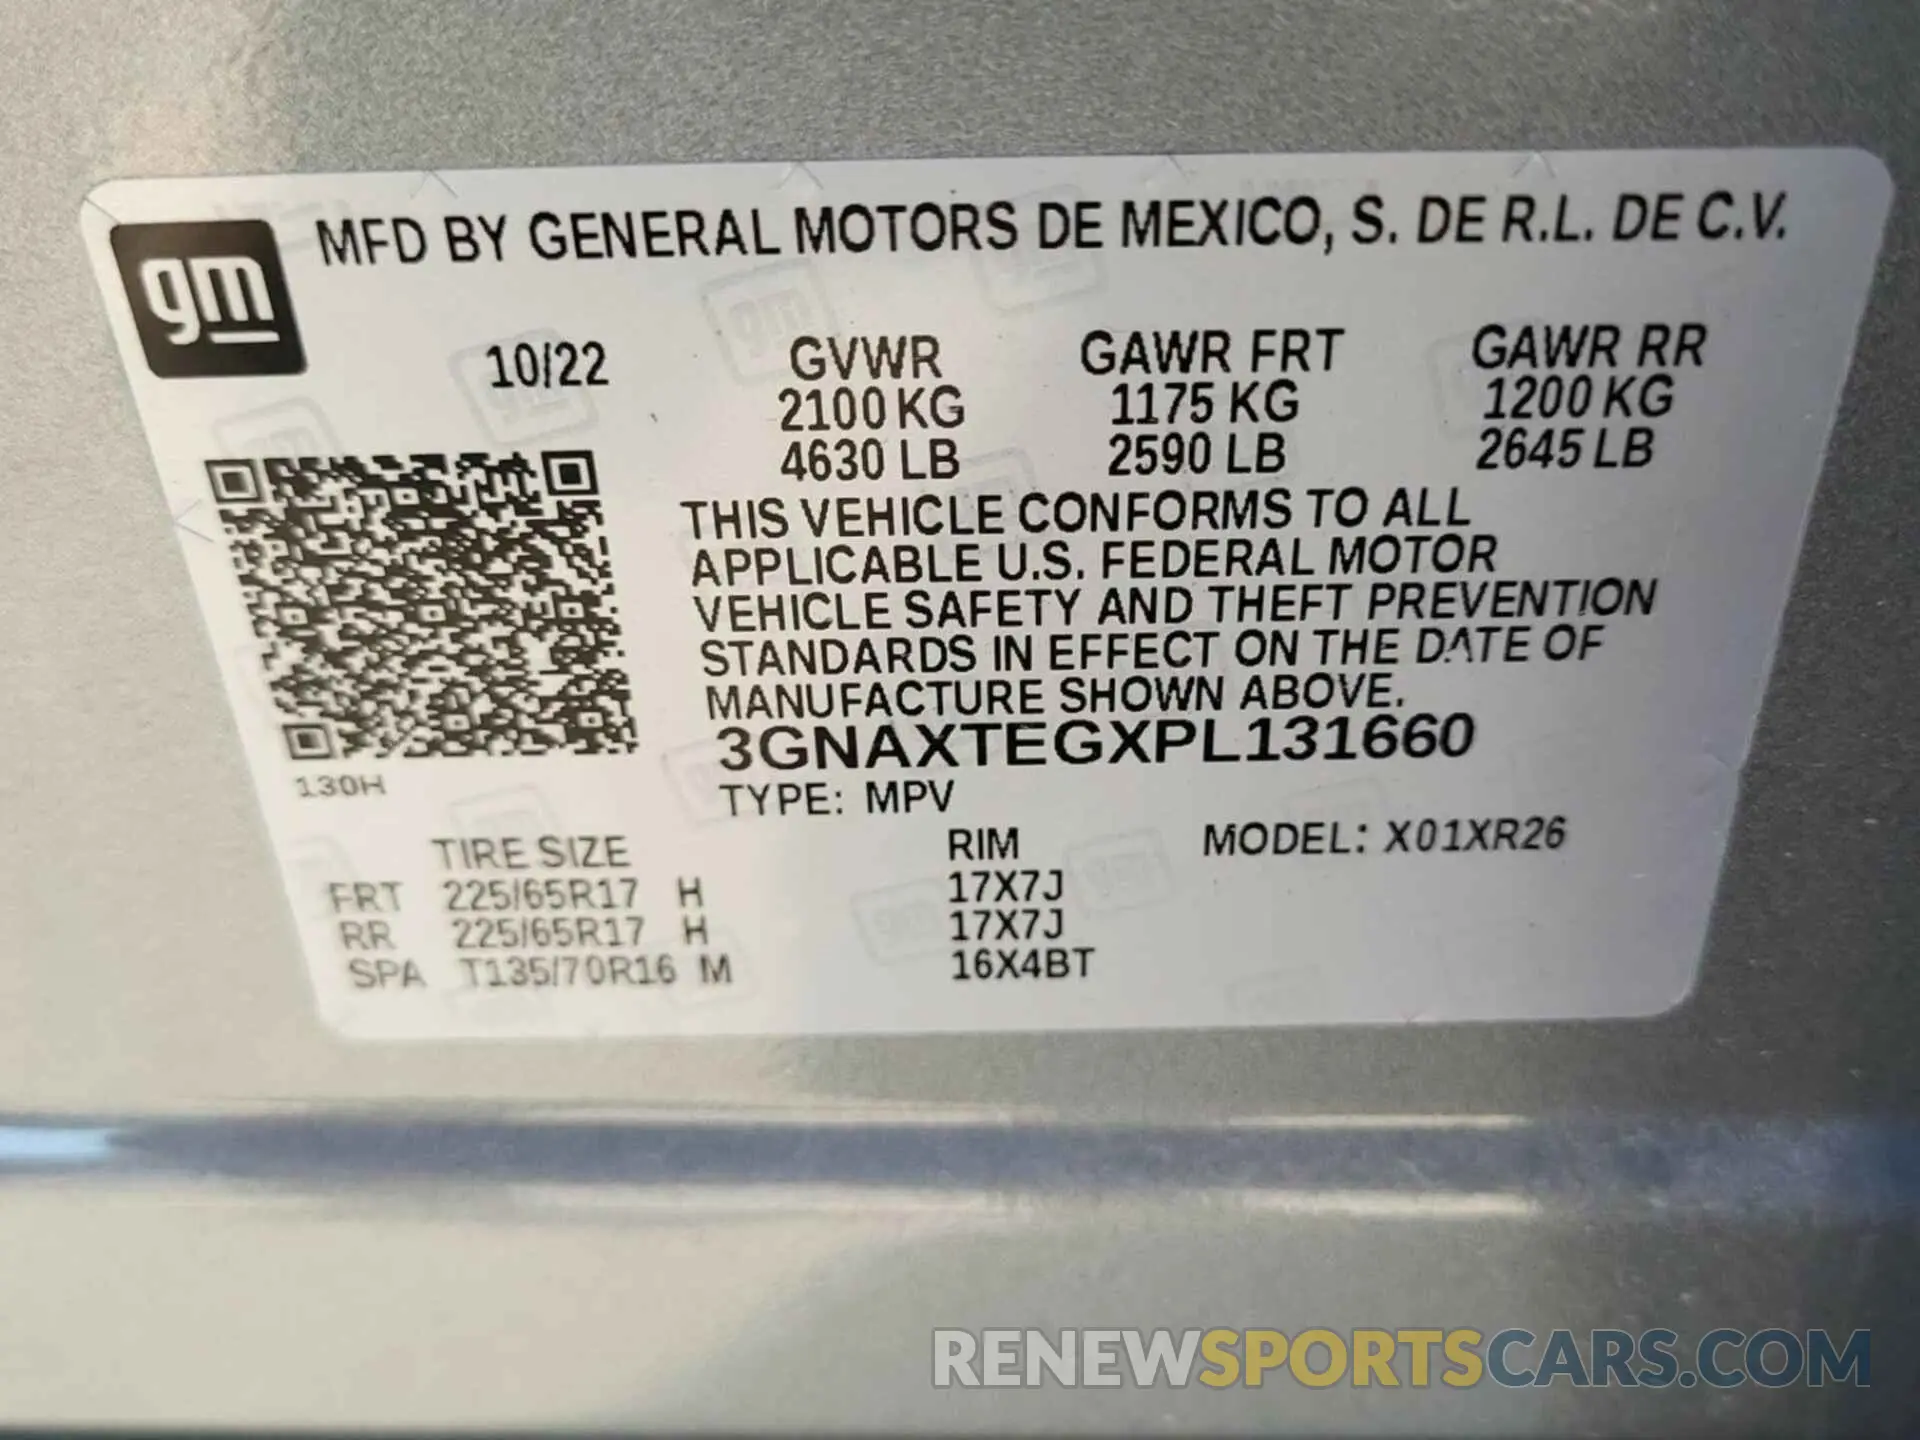 gm
MFD BY GENERAL MOTORS DE MEXICO, S. DE R.L. DE C.V.
10/22 GVWR GAWR FRT GAWR RR
2100 KG 1175 KG 1200 KG
4630 LB 2590 LB 2645 LB
THIS VEHICLE CONFORMS TO ALL
APPLICABLE U.S. FEDERAL MOTOR
VEHICLE SAFETY AND THEFT PREVENTION
STANDARDS IN EFFECT ON THE DATE OF
MANUFACTURE SHOWN ABOVE.
3GNAXTEGXPL131660
130H
TYPE: MPV
TIRE SIZE RIM MODEL: X01XR26
FRT 225/65R17 H 17X7J
RR 225/65R17 H 17X7J
SPA T135/70R16 M 16X4BT
RENEWSPORTSCARS.COM